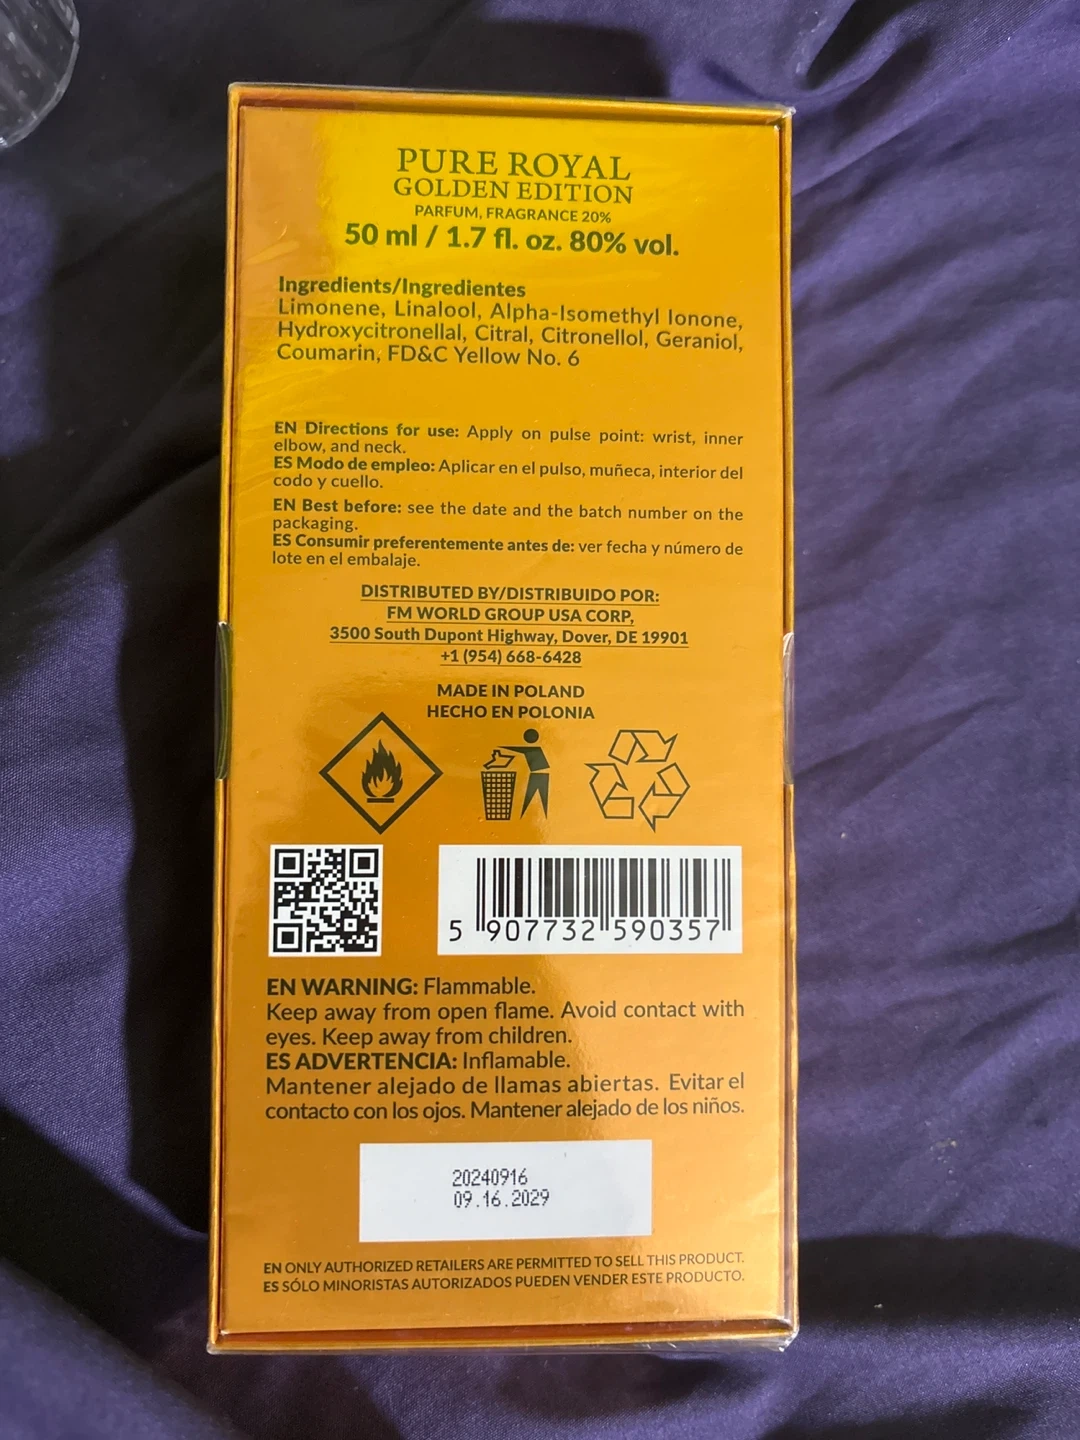 PURE ROYAL
GOLDEN EDITION
PARFUM, FRAGRANCE 20%
50 ml / 1.7 fl. oz. 80% vol.
Ingredients/Ingredientes
Limonene, Linalool, Alpha-Isomethyl Ionone,
Hydroxycitronellal, Citral, Citronellol, Geraniol,
Coumarin, FD&C Yellow No. 6
EN Directions for use: Apply on pulse point: wrist, inner
elbow, and neck.
ES Modo de empleo: Aplicar en el pulso, muñeca, interior del
codo y cuello.
EN Best before: see the date and the batch number on the
packaging.
ES Consumir preferentemente antes de: ver fecha y número de
lote en el embalaje.
DISTRIBUTED BY/DISTRIBUIDO POR:
FM WORLD GROUP USA CORP,
3500 South Dupont Highway, Dover, DE 19901
+1 (954) 668-6428
MADE IN POLAND
HECHO EN POLONIA
5 907732 590357
EN WARNING: Flammable.
Keep away from open flame. Avoid contact with
eyes. Keep away from children.
ES ADVERTENCIA: Inflamable.
Mantener alejado de llamas abiertas. Evitar el
contacto con los ojos. Mantener alejado de los niños.
20240916
09.16.2029
EN ONLY AUTHORIZED RETAILERS ARE PERMITTED TO SELL THIS PRODUCT.
ES SÓLO MINORISTAS AUTORIZADOS PUEDEN VENDER ESTE PRODUCTO.